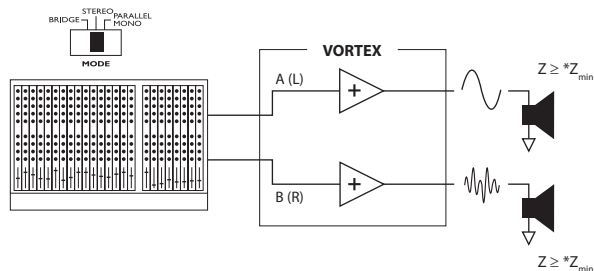 STEREO
BRIDGE
PARALLEL
MONO
MODE
VORTEX
A (L)
+
Z ≥ *Zmin
B (R)
+
Z ≥ *Zmin